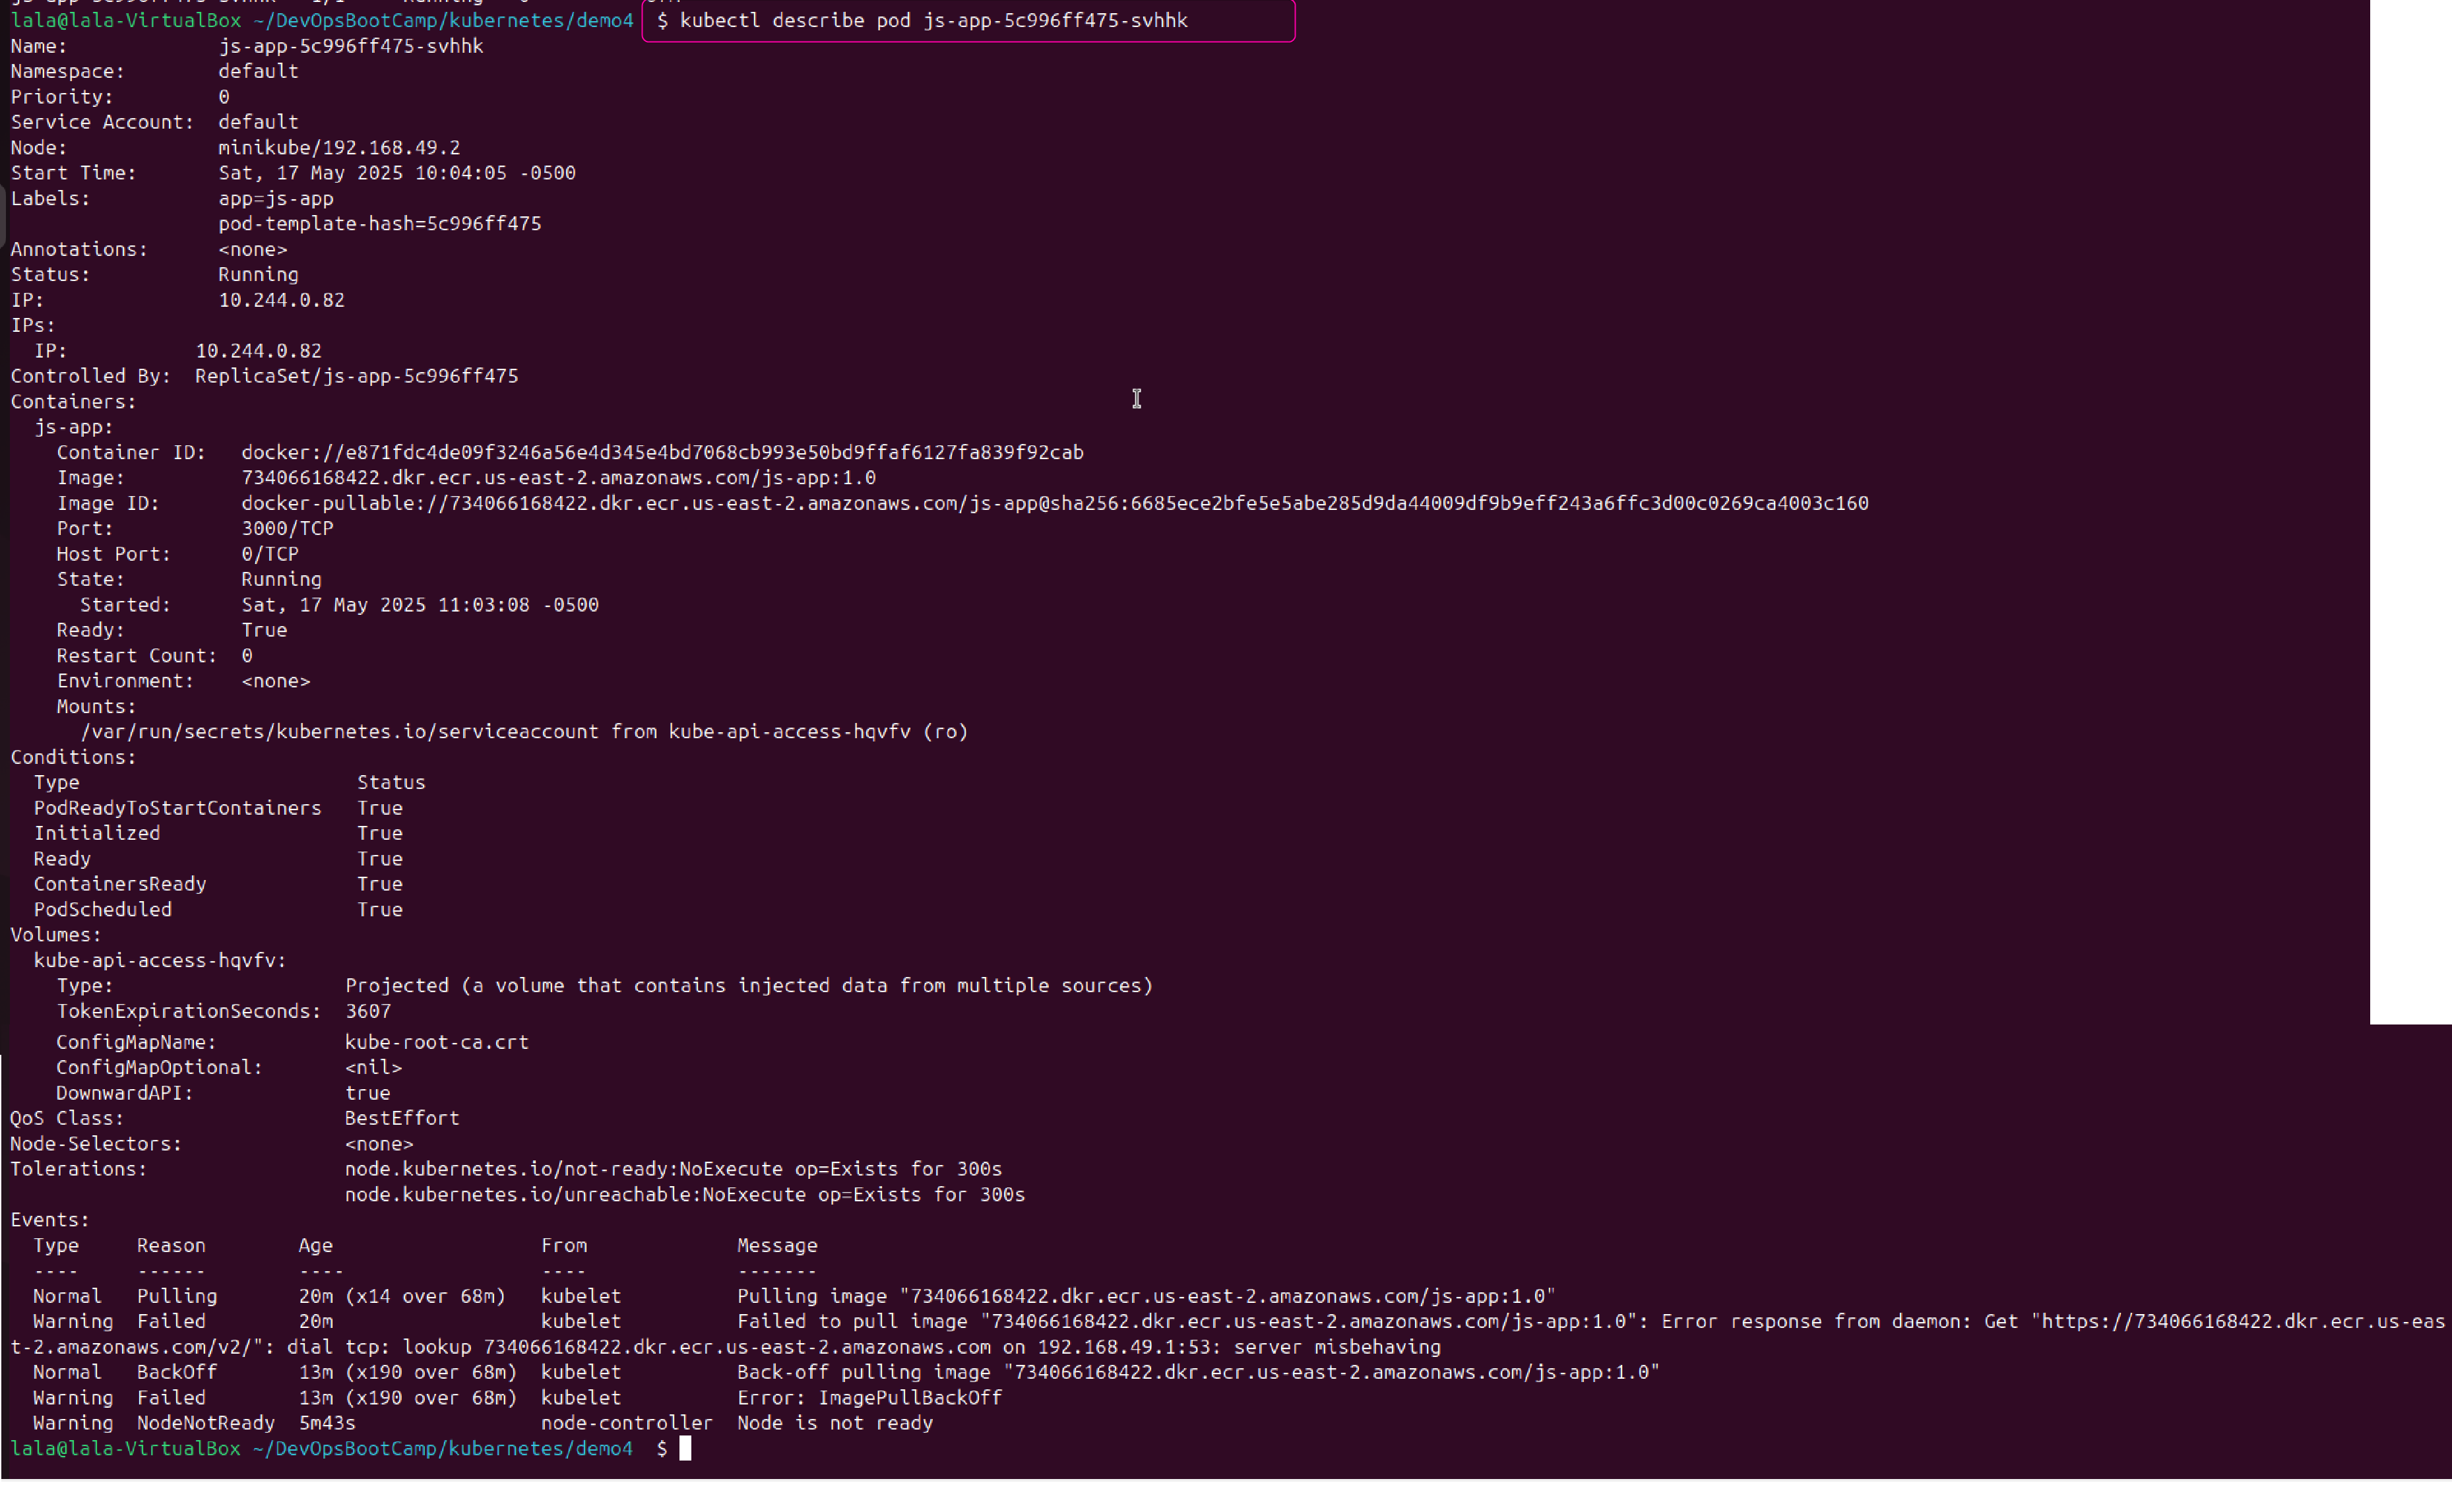 lala@lala-VirtualBox ~/DevOpsBootCamp/kubernetes/demo4  $ kubectl describe pod js-app-5c996ff475-svhhk
Name:             js-app-5c996ff475-svhhk
Namespace:        default
Priority:         0
Service Account:  default
Node:             minikube/192.168.49.2
Start Time:       Sat, 17 May 2025 10:04:05 -0500
Labels:           app=js-app
                  pod-template-hash=5c996ff475
Annotations:      <none>
Status:           Running
IP:               10.244.0.82
IPs:
  IP:           10.244.0.82
Controlled By:  ReplicaSet/js-app-5c996ff475
Containers:
  js-app:
    Container ID:   docker://e871fdc4de09f3246a56e4d345e4bd7068cb993e50bd9ffaf6127fa839f92cab
    Image:          734066168422.dkr.ecr.us-east-2.amazonaws.com/js-app:1.0
    Image ID:       docker-pullable://734066168422.dkr.ecr.us-east-2.amazonaws.com/js-app@sha256:6685ece2bfe5e5abe285d9da44009df9b9eff243a6ffc3d00c0269ca4003c160
    Port:           3000/TCP
    Host Port:      0/TCP
    State:          Running
      Started:      Sat, 17 May 2025 11:03:08 -0500
    Ready:          True
    Restart Count:  0
    Environment:    <none>
    Mounts:
      /var/run/secrets/kubernetes.io/serviceaccount from kube-api-access-hqvfv (ro)
Conditions:
  Type                        Status
  PodReadyToStartContainers   True
  Initialized                 True
  Ready                       True
  ContainersReady             True
  PodScheduled                True
Volumes:
  kube-api-access-hqvfv:
    Type:                    Projected (a volume that contains injected data from multiple sources)
    TokenExpirationSeconds:  3607
    ConfigMapName:           kube-root-ca.crt
    ConfigMapOptional:       <nil>
    DownwardAPI:             true
QoS Class:                   BestEffort
Node-Selectors:              <none>
Tolerations:                 node.kubernetes.io/not-ready:NoExecute op=Exists for 300s
                             node.kubernetes.io/unreachable:NoExecute op=Exists for 300s
Events:
  Type     Reason        Age                  From             Message
  ----     ------        ----                 ----             -------
  Normal   Pulling       20m (x14 over 68m)   kubelet          Pulling image "734066168422.dkr.ecr.us-east-2.amazonaws.com/js-app:1.0"
  Warning  Failed        20m                  kubelet          Failed to pull image "734066168422.dkr.ecr.us-east-2.amazonaws.com/js-app:1.0": Error response from daemon: Get "https://734066168422.dkr.ecr.us-eas
t-2.amazonaws.com/v2/": dial tcp: lookup 734066168422.dkr.ecr.us-east-2.amazonaws.com on 192.168.49.1:53: server misbehaving
  Normal   BackOff       13m (x190 over 68m)  kubelet          Back-off pulling image "734066168422.dkr.ecr.us-east-2.amazonaws.com/js-app:1.0"
  Warning  Failed        13m (x190 over 68m)  kubelet          Error: ImagePullBackOff
  Warning  NodeNotReady  5m43s                node-controller  Node is not ready
lala@lala-VirtualBox ~/DevOpsBootCamp/kubernetes/demo4  $